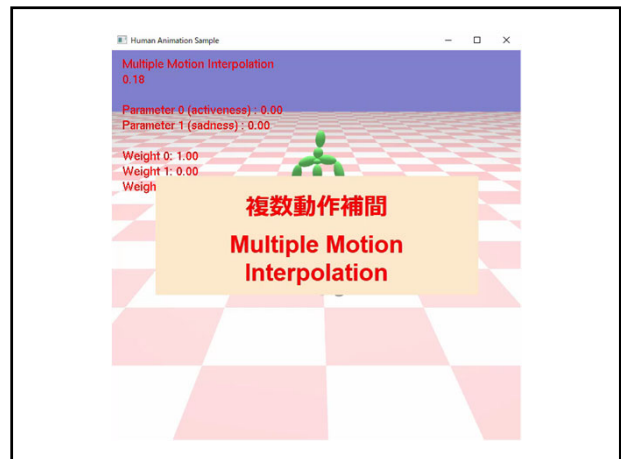 Human Animation Sample
Multiple Motion Interpolation
0.18
Parameter 0 (activeness) : 0.00
Parameter 1 (sadness) : 0.00
Weight 0: 1.00
Weight 1: 0.00
Weigh
複数動作補間
Multiple Motion
Interpolation